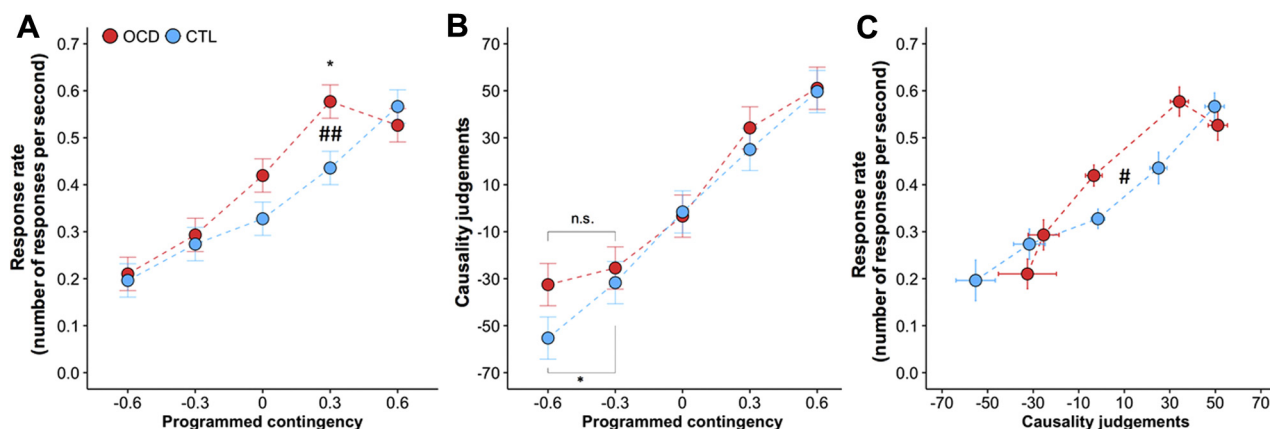 A
OCD CTL
Response rate
(number of responses per second)
0.7
0.6
0.5
0.4
0.3
0.2
0.1
0.0
*
##
-0.6 -0.3 0 0.3 0.6
Programmed contingency
B
Causality judgements
70
50
30
10
-10
-30
-50
-70
n.s.
*
-0.6 -0.3 0 0.3 0.6
Programmed contingency
C
Response rate
(number of responses per second)
0.7
0.6
0.5
0.4
0.3
0.2
0.1
0.0
#
-70 -50 -30 -10 10 30 50 70
Causality judgements